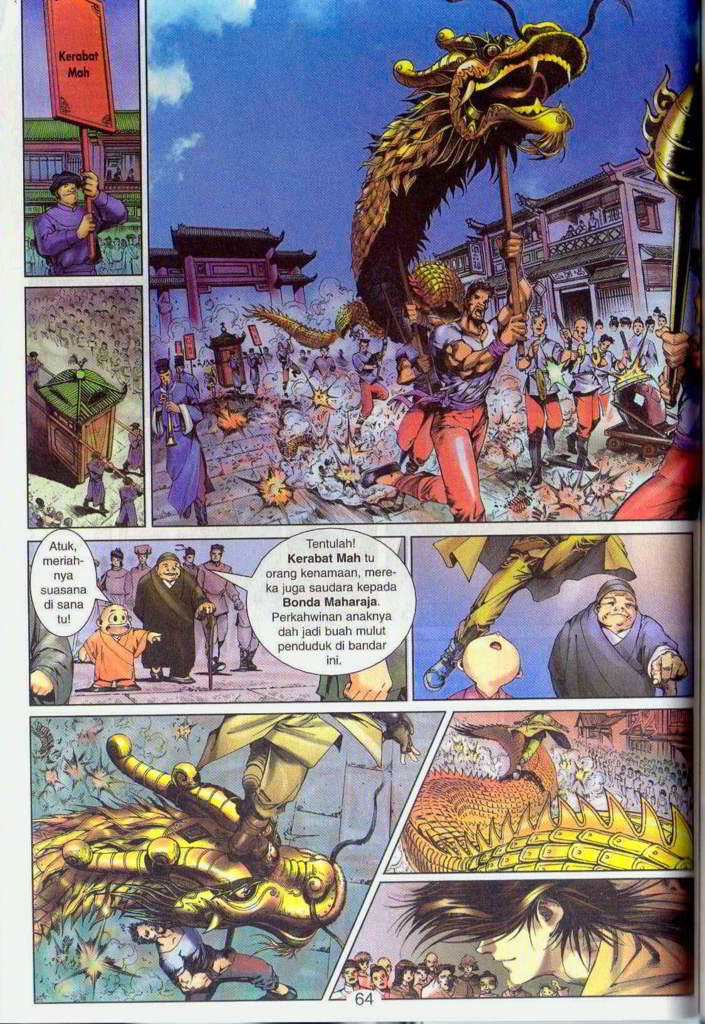 Kerabat
Mah
Atuk,
meriah-
nya
suasana
di sana
tu!
Tentulah!
Kerabat Mah tu
orang kenamaan, mere-
ka juga saudara kepada
Bonda Maharaja.
Perkahwinan anaknya
dah jadi buah mulut
penduduk di bandar
ini.
64